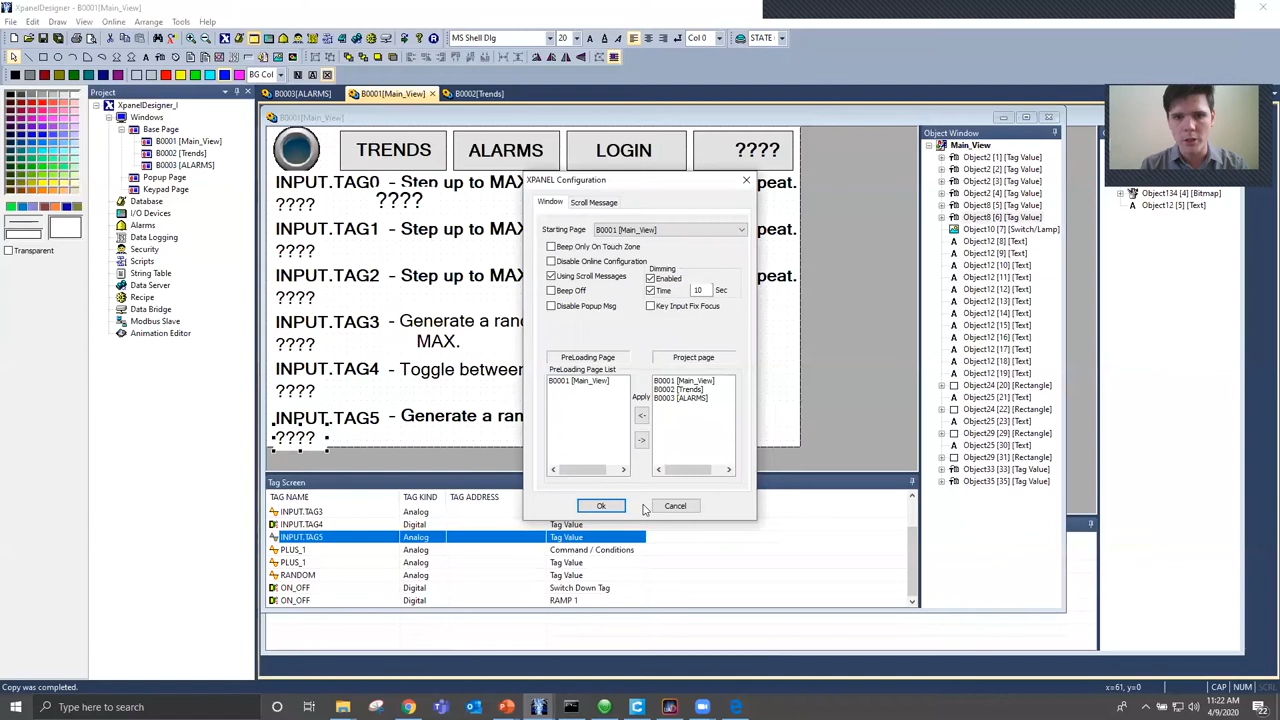 XpanelDesigner - B0001[Main_View]
File Edit Draw View Online Arrange Tools Help
MS Shell Dlg 20 Col 0 STATE
BG Col
Project
XpanelDesigner_I
Windows
Base Page
B0001 [Main_View]
B0002 [Trends]
B0003 [ALARMS]
Popup Page
Keypad Page
Database
I/O Devices
Alarms
Data Logging
Security
Scripts
String Table
Data Server
Recipe
Data Bridge
Modbus Slave
Animation Editor
Transparent
B0003[ALARMS] B0001[Main_View] B0002[Trends]
B0001[Main_View]
TRENDS ALARMS LOGIN ????
INPUT.TAG0 - Step up to MAX
peat.
????
????
INPUT.TAG1 - Step up to MAX
peat.
????
INPUT.TAG2 - Step up to MAX
peat.
????
INPUT.TAG3 - Generate a ran
MAX.
????
INPUT.TAG4 - Toggle between
????
INPUT.TAG5 - Generate a ran
????
XPANEL Configuration
Window Scroll Message
Starting Page B0001 [Main_View]
Beep Only On Touch Zone
Disable Online Configuration
Using Scroll Messages
Beep Off
Disable Popup Msg
Dimming
Enabled
Time 10 Sec
Key Input Fix Focus
PreLoading Page Project page
PreLoading Page List
B0001 [Main_View]
Apply
<-
->
B0001 [Main_View]
B0002 [Trends]
B0003 [ALARMS]
Ok Cancel
Object Window
Main_View
Object2 [1] [Tag Value]
Object2 [2] [Tag Value]
Object2 [3] [Tag Value]
Object2 [4] [Tag Value]
Object8 [5] [Tag Value]
Object8 [6] [Tag Value]
Object10 [7] [Switch/Lamp]
Object12 [8] [Text]
Object12 [9] [Text]
Object12 [10] [Text]
Object12 [11] [Text]
Object12 [12] [Text]
Object12 [13] [Text]
Object12 [14] [Text]
Object12 [15] [Text]
Object12 [16] [Text]
Object12 [17] [Text]
Object12 [18] [Text]
Object12 [19] [Text]
Object24 [20] [Rectangle]
Object25 [21] [Text]
Object24 [22] [Rectangle]
Object25 [23] [Text]
Object29 [29] [Rectangle]
Object25 [30] [Text]
Object29 [31] [Rectangle]
Object33 [33] [Tag Value]
Object35 [35] [Tag Value]
Object134 [4] [Bitmap]
Object12 [5] [Text]
Tag Screen
TAG NAME TAG KIND TAG ADDRESS
INPUT.TAG3 Analog
INPUT.TAG4 Digital Tag Value
INPUT.TAG5 Analog Tag Value
PLUS_1 Analog Command / Conditions
PLUS_1 Analog Tag Value
RANDOM Analog Tag Value
ON_OFF Digital Switch Down Tag
ON_OFF Digital RAMP 1
Copy was completed.
x=61, y=0 CAP NUM SCRL
Type here to search
11:22 AM
4/9/2020
22